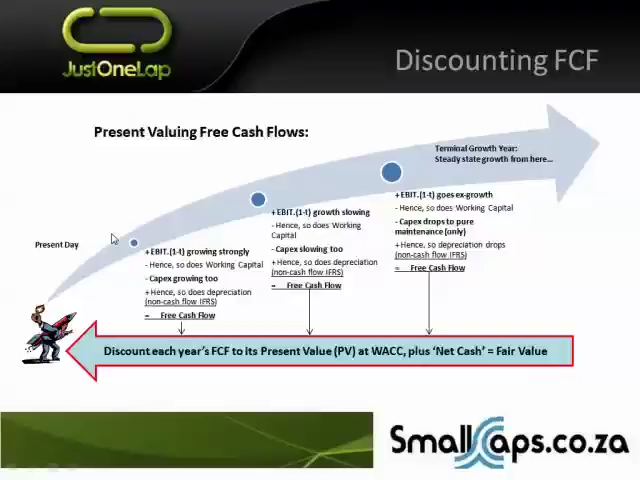 JustOneLap
Discounting FCF
Present Valuing Free Cash Flows:
Terminal Growth Year:
Steady state growth from here...
Present Day
+ EBIT.(1-t) growing strongly
- Hence, so does Working Capital
- Capex growing too
+ Hence, so does depreciation
(non-cash flow IFRS)
= Free Cash Flow
+ EBIT.(1-t) growth slowing
- Hence, so does Working
Capital
- Capex slowing too
+ Hence, so does depreciation
(non-cash flow IFRS)
= Free Cash Flow
+ EBIT.(1-t) goes ex-growth
- Hence, so does Working Capital
- Capex drops to pure
maintenance (only)
+ Hence, so depreciation drops
(non-cash flow IFRS)
= Free Cash Flow
Discount each year's FCF to its Present Value (PV) at WACC, plus 'Net Cash' = Fair Value
SmallCaps.co.za